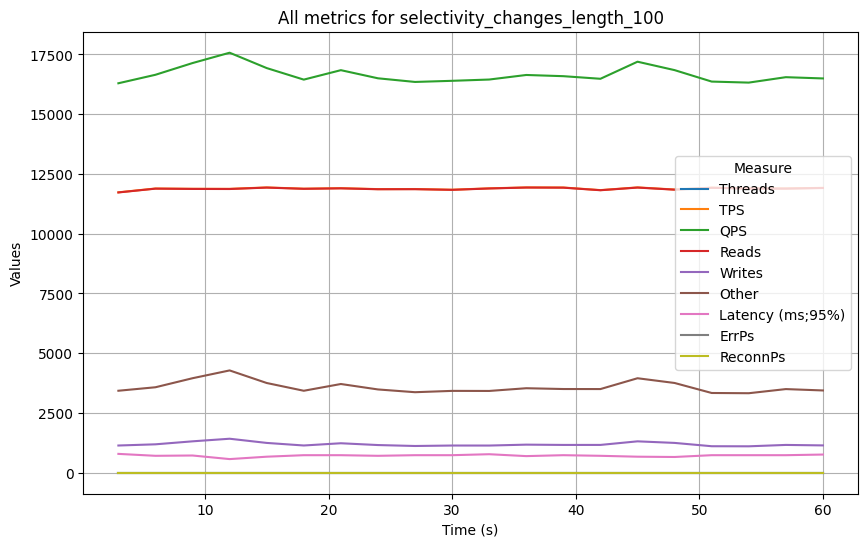 All metrics for selectivity_changes_length_100
17500
15000
12500
10000
7500
5000
2500
0
Values
Measure
Threads
TPS
QPS
Reads
Writes
Other
Latency (ms;95%)
ErrPs
ReconnPs
10
20
30
40
50
60
Time (s)